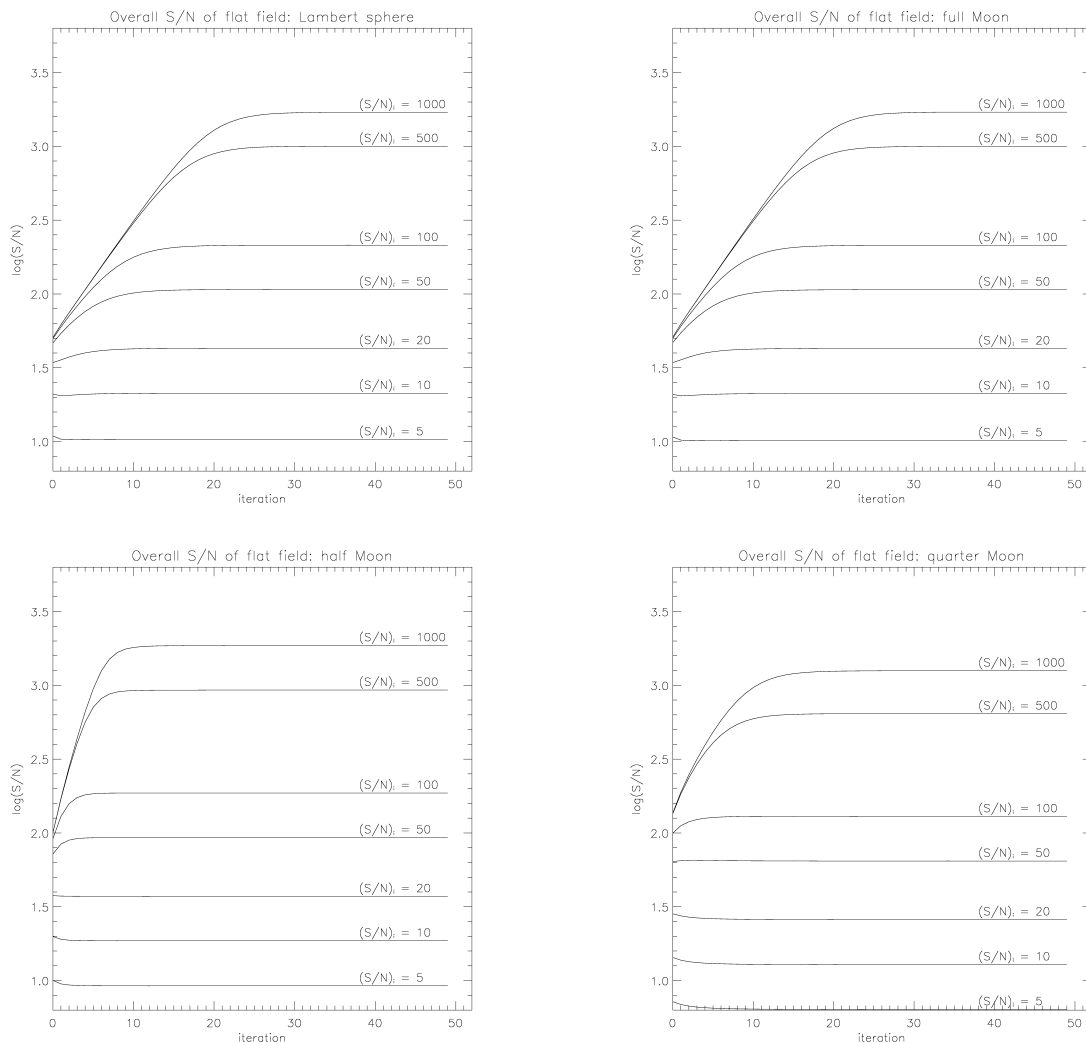 Overall S/N of flat field: Lambert sphere
3.5
3.0
2.5
2.0
1.5
1.0
log(S/N)
(S/N)ᵢ = 1000
(S/N)ᵢ = 500
(S/N)ᵢ = 100
(S/N)ᵢ = 50
(S/N)ᵢ = 20
(S/N)ᵢ = 10
(S/N)ᵢ = 5
0 10 20 30 40 50
iteration
Overall S/N of flat field: full Moon
3.5
3.0
2.5
2.0
1.5
1.0
log(S/N)
(S/N)ᵢ = 1000
(S/N)ᵢ = 500
(S/N)ᵢ = 100
(S/N)ᵢ = 50
(S/N)ᵢ = 20
(S/N)ᵢ = 10
(S/N)ᵢ = 5
0 10 20 30 40 50
iteration
Overall S/N of flat field: half Moon
3.5
3.0
2.5
2.0
1.5
1.0
log(S/N)
(S/N)ᵢ = 1000
(S/N)ᵢ = 500
(S/N)ᵢ = 100
(S/N)ᵢ = 50
(S/N)ᵢ = 20
(S/N)ᵢ = 10
(S/N)ᵢ = 5
0 10 20 30 40 50
iteration
Overall S/N of flat field: quarter Moon
3.5
3.0
2.5
2.0
1.5
1.0
log(S/N)
(S/N)ᵢ = 1000
(S/N)ᵢ = 500
(S/N)ᵢ = 100
(S/N)ᵢ = 50
(S/N)ᵢ = 20
(S/N)ᵢ = 10
(S/N)ᵢ = 5
0 10 20 30 40 50
iteration